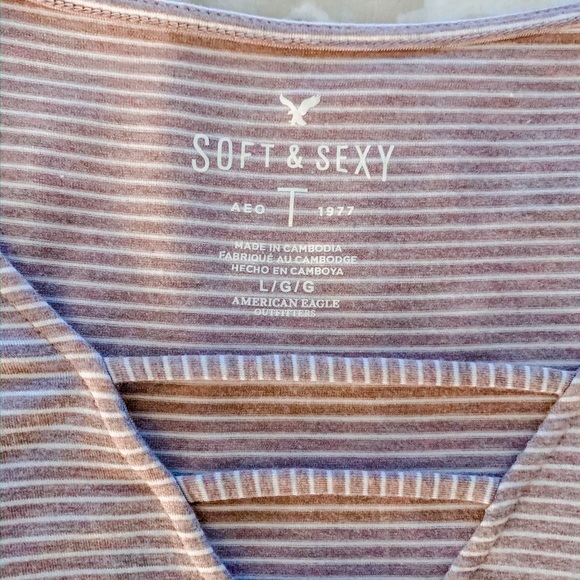 SOFT & SEXY
AEO T 1977
MADE IN CAMBODIA
FABRIQUÉ AU CAMBODGE
HECHO EN CAMBOYA
L/G/G
AMERICAN EAGLE
OUTFITTERS